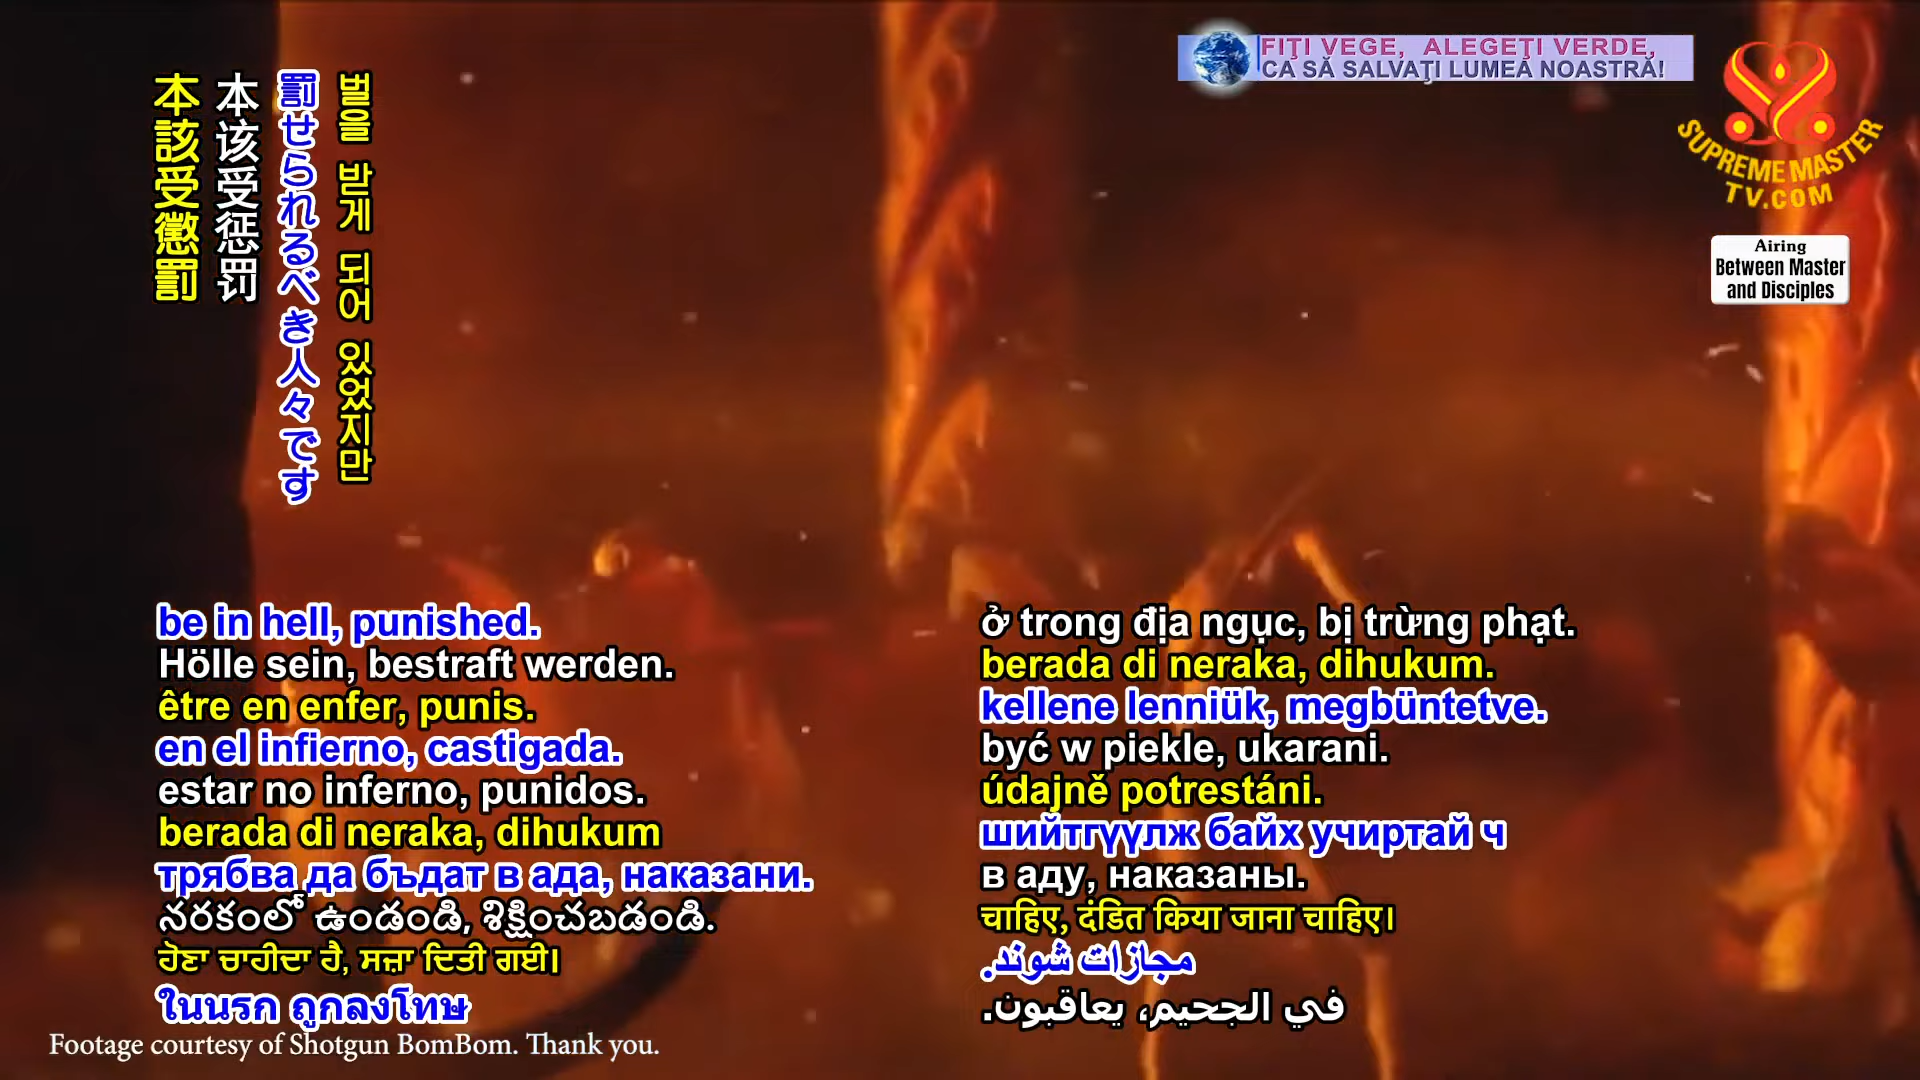 FIŢI VEGE, ALEGEŢI VERDE,
CA SĂ SALVAŢI LUMEA NOASTRĂ!
SUPREME MASTER
TV.COM
Airing
Between Master
and Disciples
本該受懲罰
本该受惩罚
罰せられるべき人々です
벌을 받게 되어 있었지만
be in hell, punished.
Hölle sein, bestraft werden.
être en enfer, punis.
en el infierno, castigada.
estar no inferno, punidos.
berada di neraka, dihukum
трябва да бъдат в ада, наказани.
నరకంలో ఉండండి, శిక్షించబడండి.
ਹੋਣਾ ਚਾਹੀਦਾ ਹੈ, ਸਜ਼ਾ ਦਿਤੀ ਗਈ।
ในนรก ถูกลงโทษ
ở trong địa ngục, bị trừng phạt.
berada di neraka, dihukum.
kellene lenniük, megbüntetve.
być w piekle, ukarani.
údajně potrestáni.
шийтгүүлж байх учиртай ч
в аду, наказаны.
चाहिए, दंडित किया जाना चाहिए।
مجازات شوند.
في الجحيم، يعاقبون.
Footage courtesy of Shotgun BomBom. Thank you.